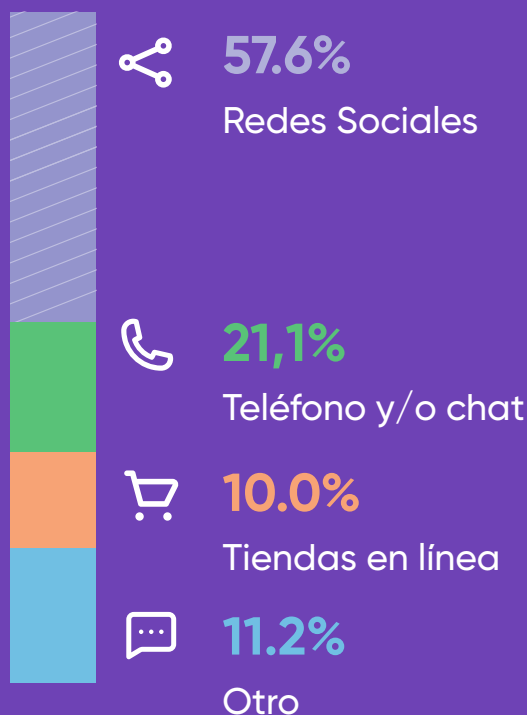 57.6%
Redes Sociales
21,1%
Teléfono y/o chat
10.0%
Tiendas en línea
11.2%
Otro